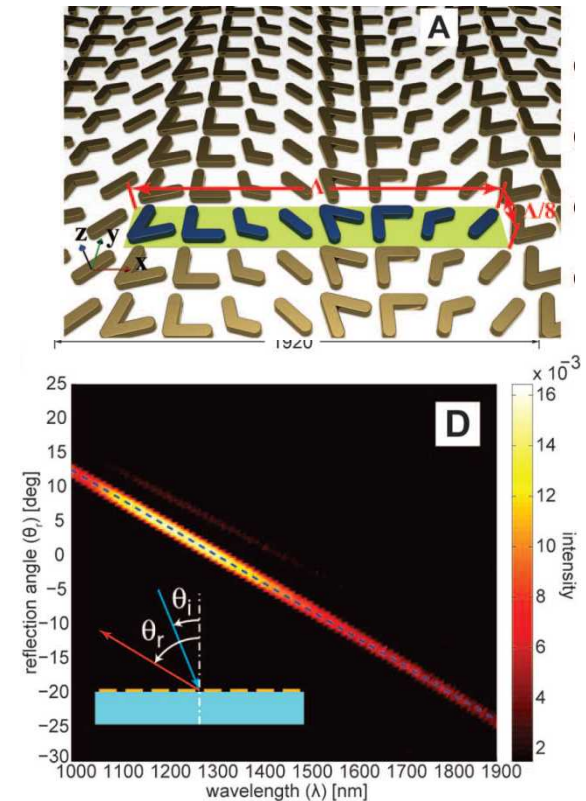 A
Λ
Λ/8
z
y
x
1920
D
x 10⁻³
25
20
15
10
5
0
−5
−10
−15
−20
−25
−30
reflection angle (θr) [deg]
θi
θr
1000 1100 1200 1300 1400 1500 1600 1700 1800 1900
wavelength (λ) [nm]
16
14
12
10
8
6
4
2
intensity